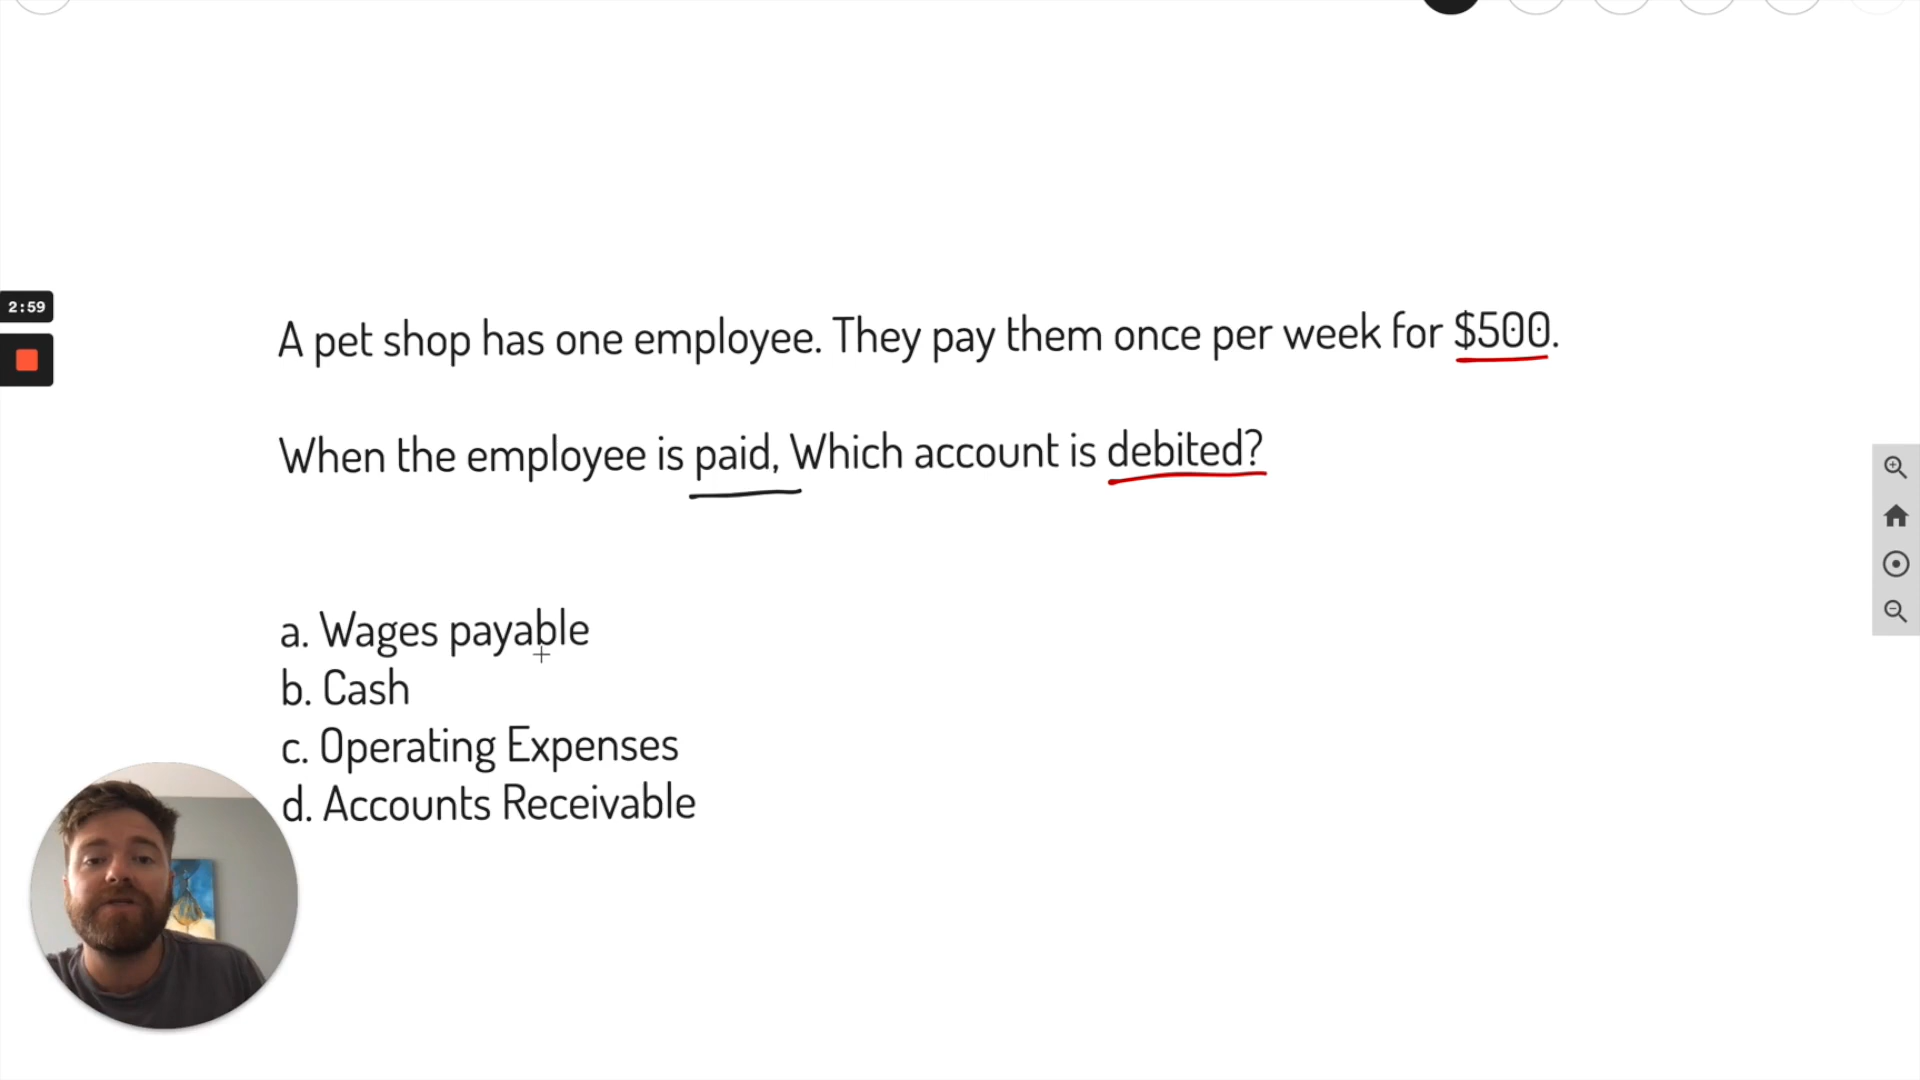 2:59
A pet shop has one employee. They pay them once per week for $500.
When the employee is paid, Which account is debited?
a. Wages payable
b. Cash
c. Operating Expenses
d. Accounts Receivable